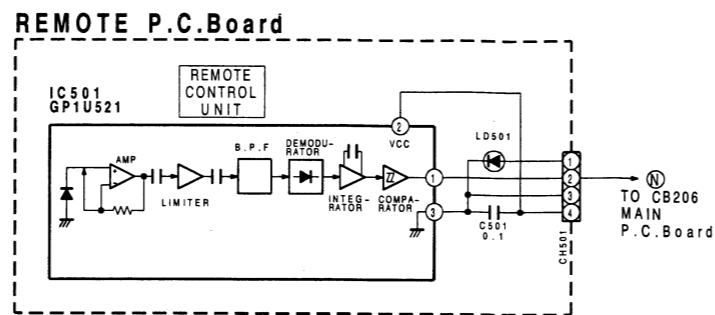 REMOTE P.C.Board
REMOTE
CONTROL
UNIT
IC501
GP1U521
2
VCC
LD501
AMP
B.P.F
DEMODU-
RATOR
LIMITER
INTEG-
RATOR
COMPA-
RATOR
1
3
C501
0.1
1
2
3
4
CH501
N
TO CB206
MAIN
P.C.Board